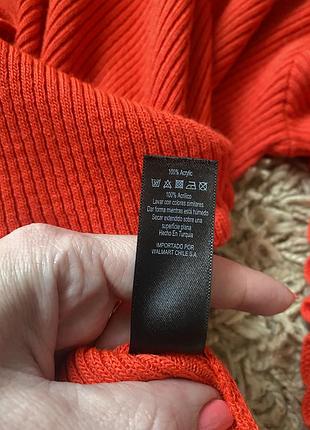 100% Acrylic
100% Acrílico
Lavar con colores similares
Dar forma mientras está húmedo
Secar extendido sobre una
superficie plana
Hecho En Turquía
IMPORTADO POR
WALMART CHILE S.A